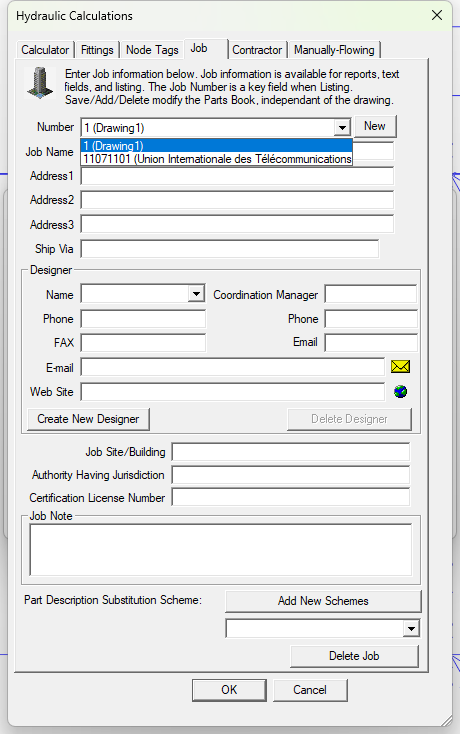 Hydraulic Calculations
Calculator Fittings Node Tags Job Contractor Manually-Flowing
Enter Job information below. Job information is available for reports, text
fields, and listing. The Job Number is a key field when Listing.
Save/Add/Delete modify the Parts Book, independant of the drawing.
Number 1 (Drawing1) New
1 (Drawing1)
11071101 (Union Internationale des Télécommunications
Job Name
Address1
Address2
Address3
Ship Via
Designer
Name Coordination Manager
Phone Phone
FAX Email
E-mail
Web Site
Create New Designer Delete Designer
Job Site/Building
Authority Having Jurisdiction
Certification License Number
Job Note
Part Description Substitution Scheme: Add New Schemes
Delete Job
OK Cancel